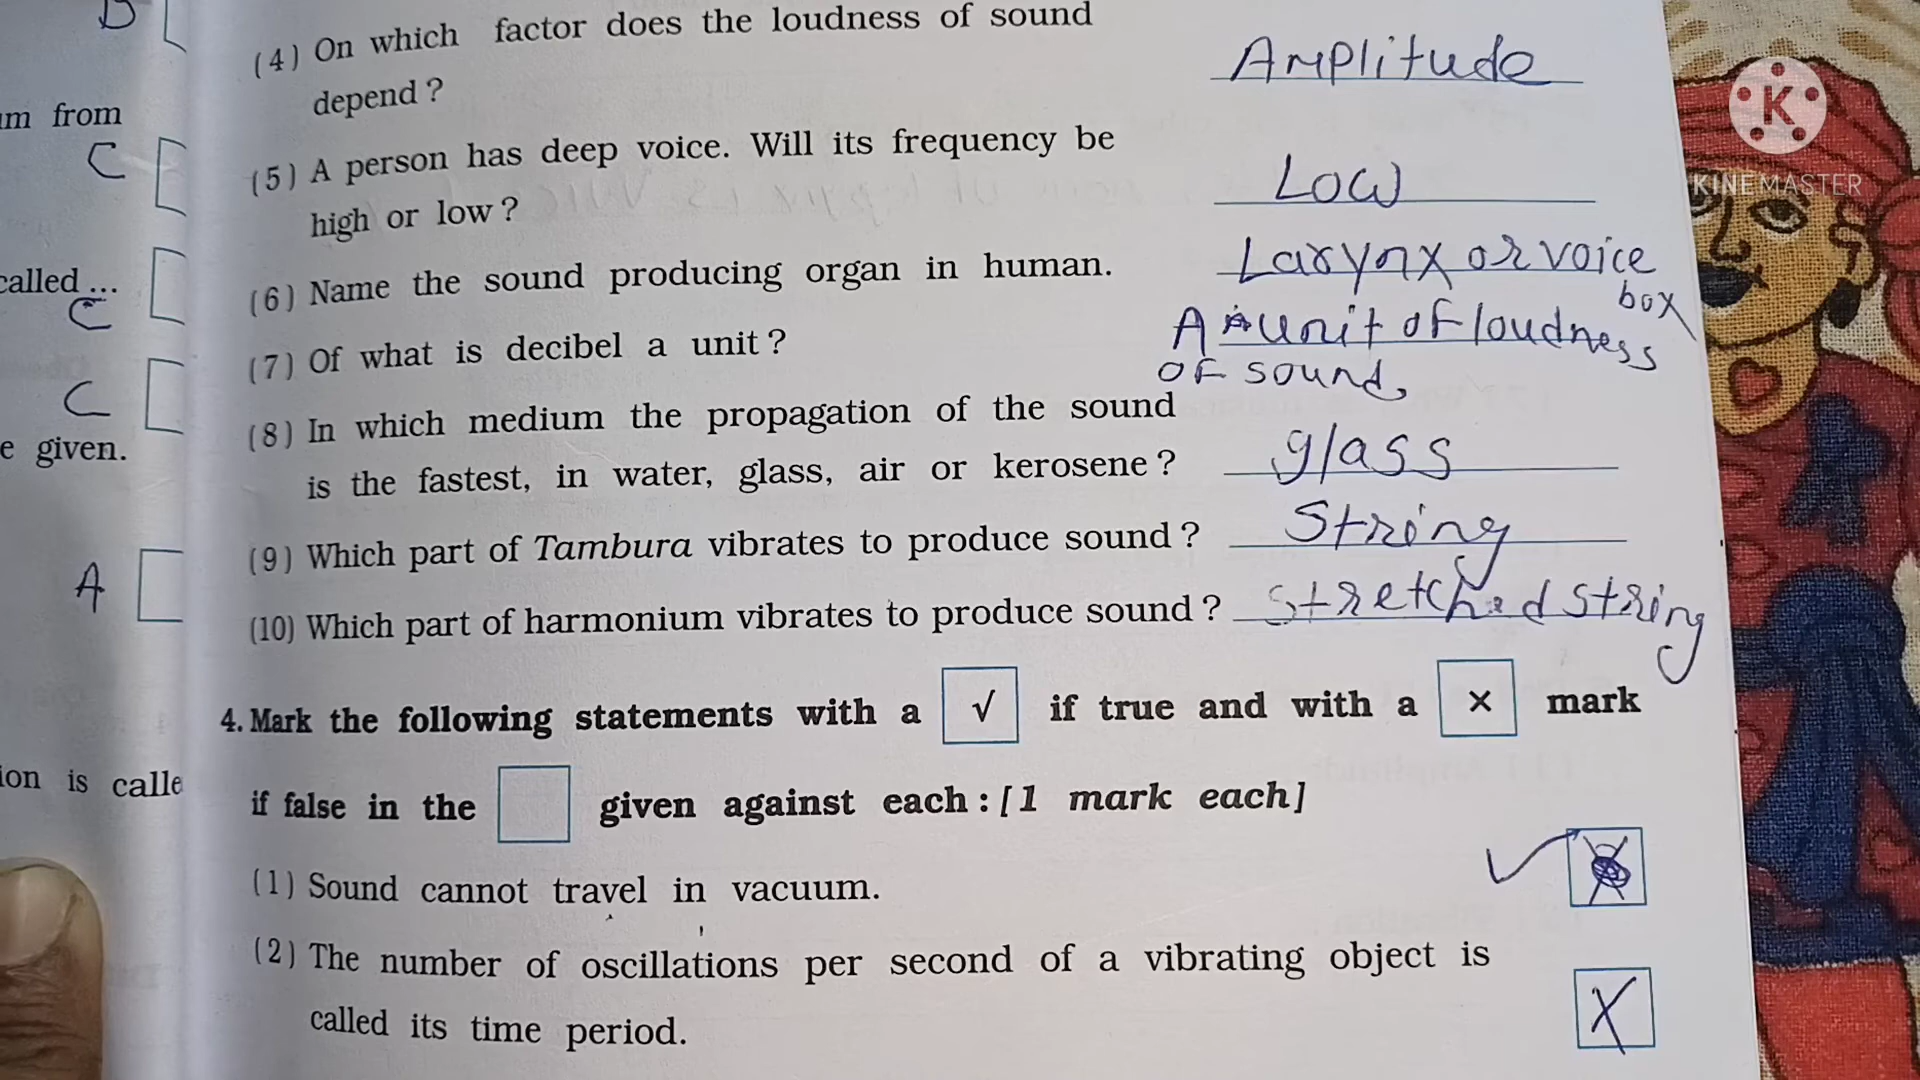 D
(4) On which factor does the loudness of sound
depend ?
Amplitude
K
KINEMASTER
um from
C
(5) A person has deep voice. Will its frequency be
high or low ?
Low
called ...
C
(6) Name the sound producing organ in human.
Larynx or voice
box
(7) Of what is decibel a unit ?
A unit of loudness
of sound,
C
e given.
(8) In which medium the propagation of the sound
is the fastest, in water, glass, air or kerosene ?
glass
(9) Which part of Tambura vibrates to produce sound ?
String
A
(10) Which part of harmonium vibrates to produce sound ?
Stretched string
4. Mark the following statements with a √ if true and with a × mark
if false in the given against each : [1 mark each]
ion is calle
(1) Sound cannot travel in vacuum.
✓
(2) The number of oscillations per second of a vibrating object is
called its time period.
X